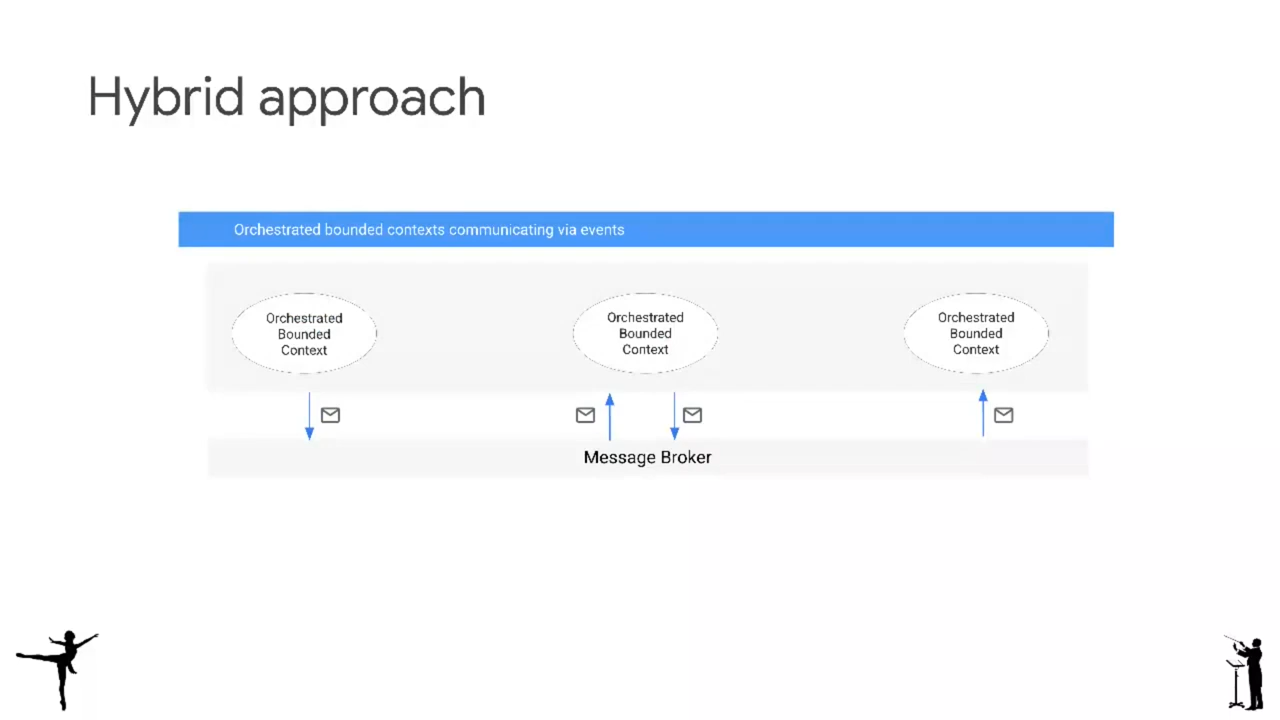 Hybrid approach
Orchestrated bounded contexts communicating via events
Orchestrated
Bounded
Context
Orchestrated
Bounded
Context
Orchestrated
Bounded
Context
Message Broker